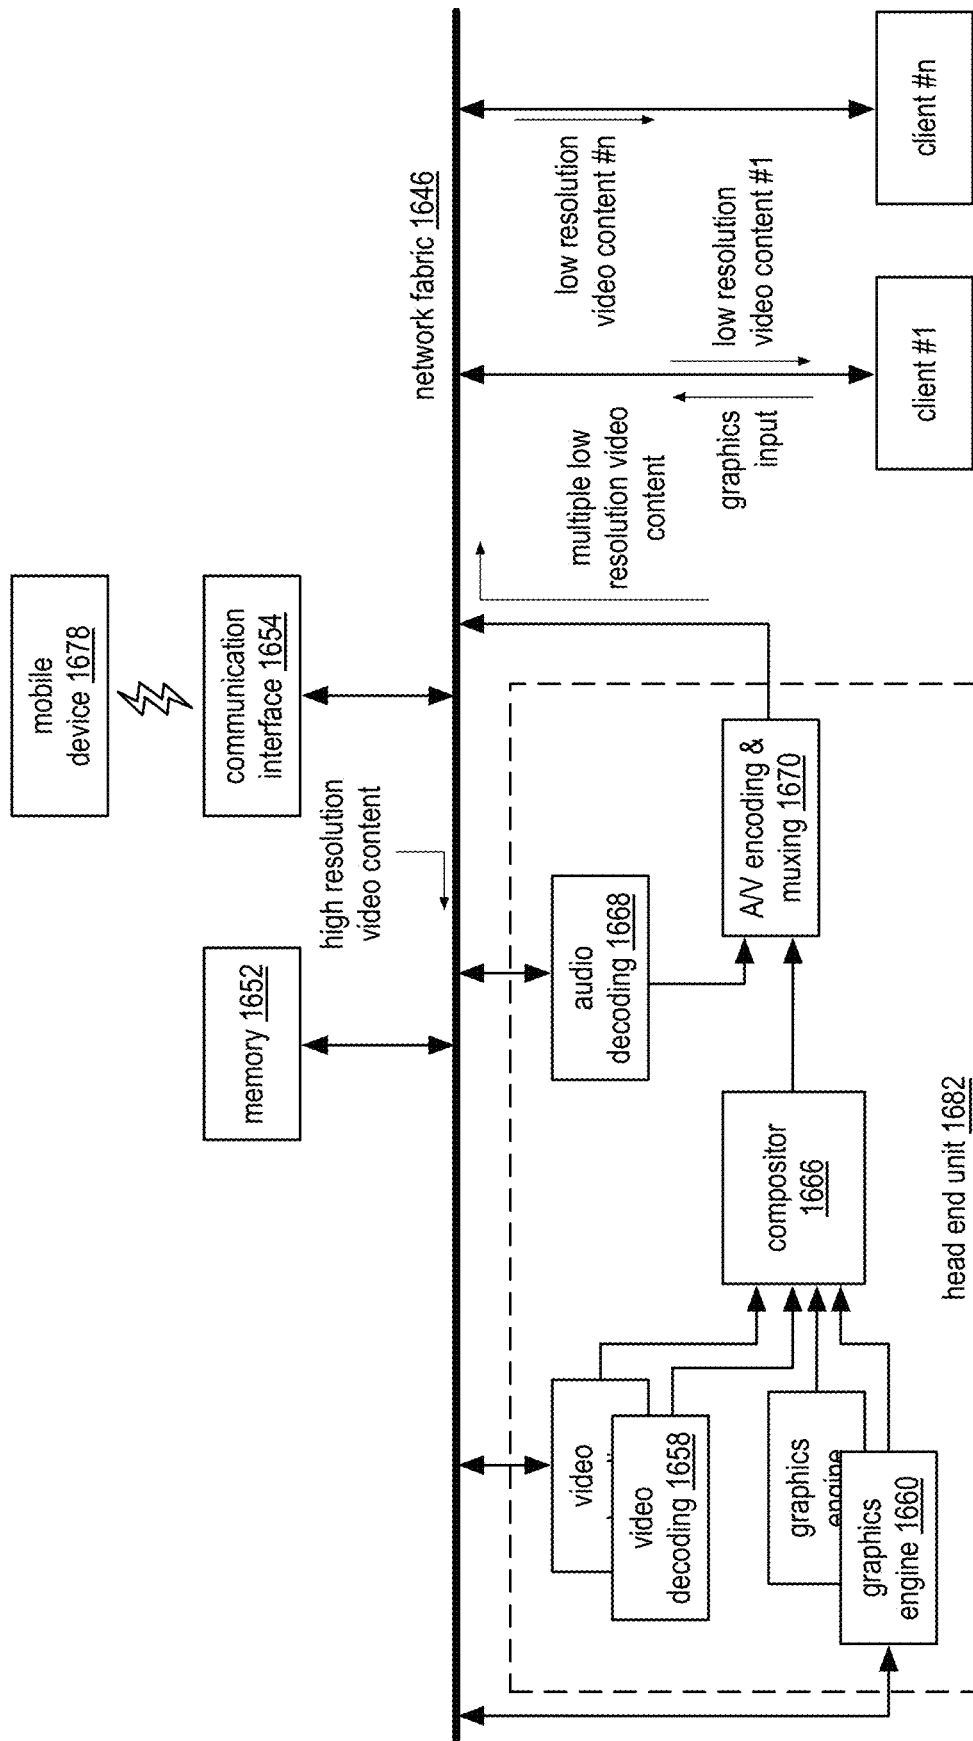 mobile
device 1678
communication
interface 1654
memory 1652
high resolution
video content
network fabric 1646
video
video
decoding 1658
graphics
engine
graphics
engine 1660
compositor
1666
audio
decoding 1668
A/V encoding &
muxing 1670
head end unit 1682
multiple low
resolution video
content
graphics
input
low resolution
video content #1
low resolution
video content #n
client #1
client #n